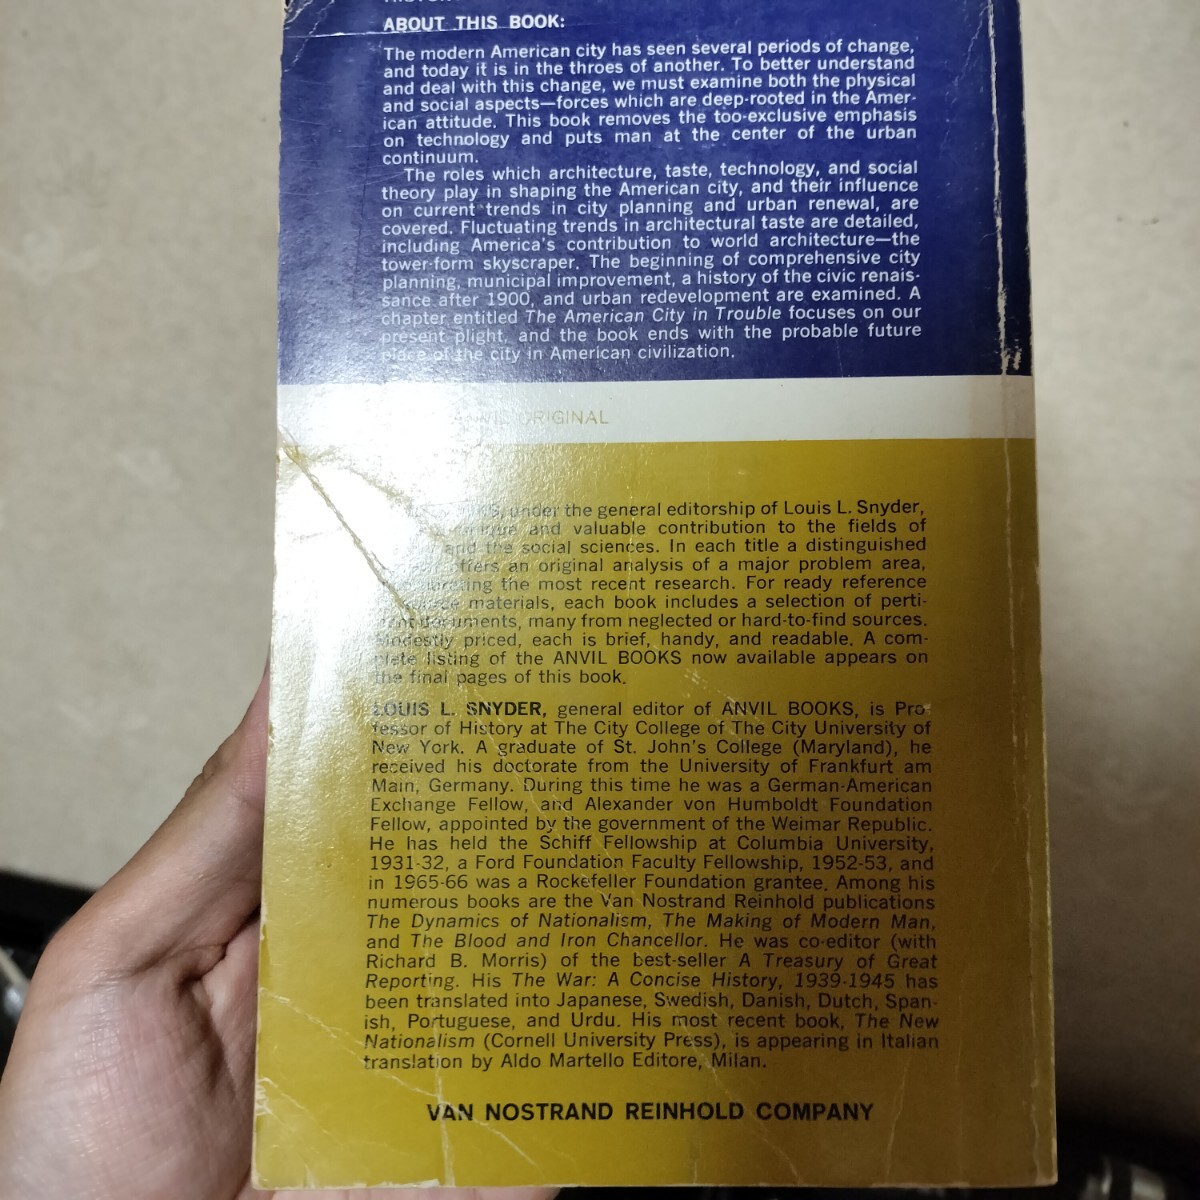 ABOUT THIS BOOK:
The modern American city has seen several periods of change,
and today it is in the throes of another. To better understand
and deal with this change, we must examine both the physical
and social aspects—forces which are deep-rooted in the Amer-
ican attitude. This book removes the too-exclusive emphasis
on technology and puts man at the center of the urban
continuum.
The roles which architecture, taste, technology, and social
theory play in shaping the American city, and their influence
on current trends in city planning and urban renewal, are
covered. Fluctuating trends in architectural taste are detailed,
including America's contribution to world architecture—the
tower-form skyscraper. The beginning of comprehensive city
planning, municipal improvement, a history of the civic renais-
sance after 1900, and urban redevelopment are examined. A
chapter entitled The American City in Trouble focuses on our
present plight, and the book ends with the probable future
place of the city in American civilization.
ANVIL ORIGINAL
under the general editorship of Louis L. Snyder,
and valuable contribution to the fields of
and the social sciences. In each title a distinguished
offers an original analysis of a major problem area,
the most recent research. For ready reference
materials, each book includes a selection of perti-
nent documents, many from neglected or hard-to-find sources.
Modestly priced, each is brief, handy, and readable. A com-
plete listing of the ANVIL BOOKS now available appears on
the final pages of this book.
LOUIS L. SNYDER, general editor of ANVIL BOOKS, is Pro-
fessor of History at The City College of The City University of
New York. A graduate of St. John's College (Maryland), he
received his doctorate from the University of Frankfurt am
Main, Germany. During this time he was a German-American
Exchange Fellow, and Alexander von Humboldt Foundation
Fellow, appointed by the government of the Weimar Republic.
He has held the Schiff Fellowship at Columbia University,
1931-32, a Ford Foundation Faculty Fellowship, 1952-53, and
in 1965-66 was a Rockefeller Foundation grantee. Among his
numerous books are the Van Nostrand Reinhold publications
The Dynamics of Nationalism, The Making of Modern Man,
and The Blood and Iron Chancellor. He was co-editor (with
Richard B. Morris) of the best-seller A Treasury of Great
Reporting. His The War: A Concise History, 1939-1945 has
been translated into Japanese, Swedish, Danish, Dutch, Span-
ish, Portuguese, and Urdu. His most recent book, The New
Nationalism (Cornell University Press), is appearing in Italian
translation by Aldo Martello Editore, Milan.
VAN NOSTRAND REINHOLD COMPANY